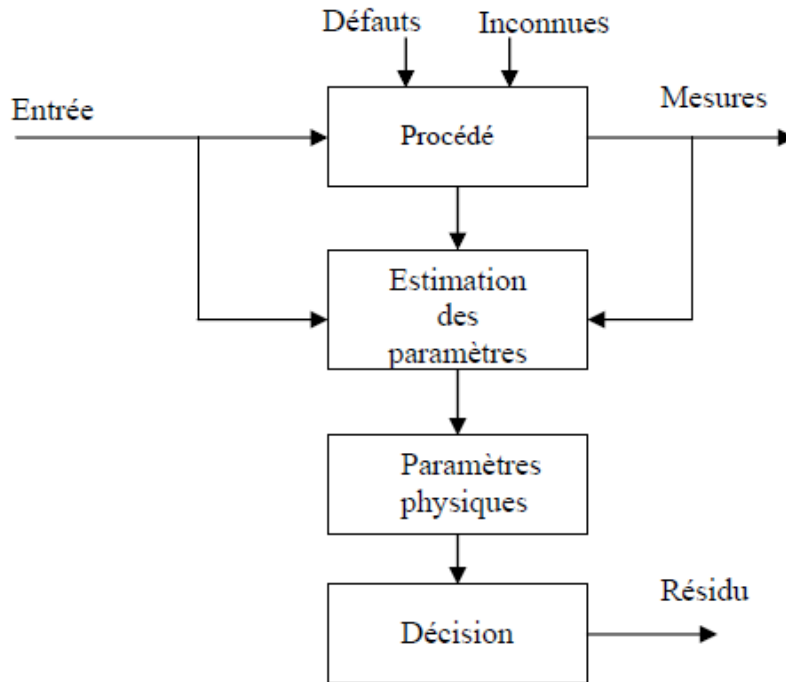 Défauts
Inconnues
Entrée
Mesures
Procédé
Estimation
des
paramètres
Paramètres
physiques
Résidu
Décision